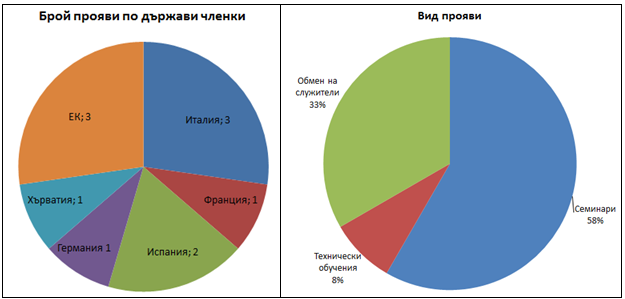 Брой прояви по държави членки
ЕК; 3
Италия; 3
Хърватия; 1
Франция; 1
Германия 1
Испания; 2
Вид прояви
Обмен на
служители
33%
Семинари
58%
Технически
обучения
8%